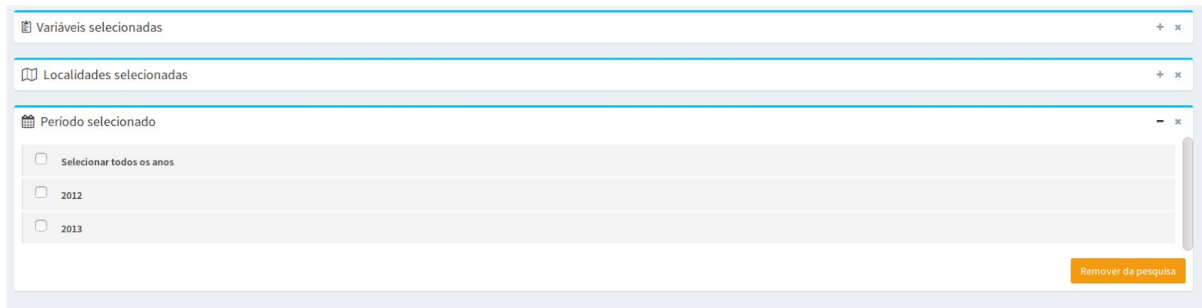 Variáveis selecionadas
Localidades selecionadas
Período selecionado
Selecionar todos os anos
2012
2013
Remover da pesquisa